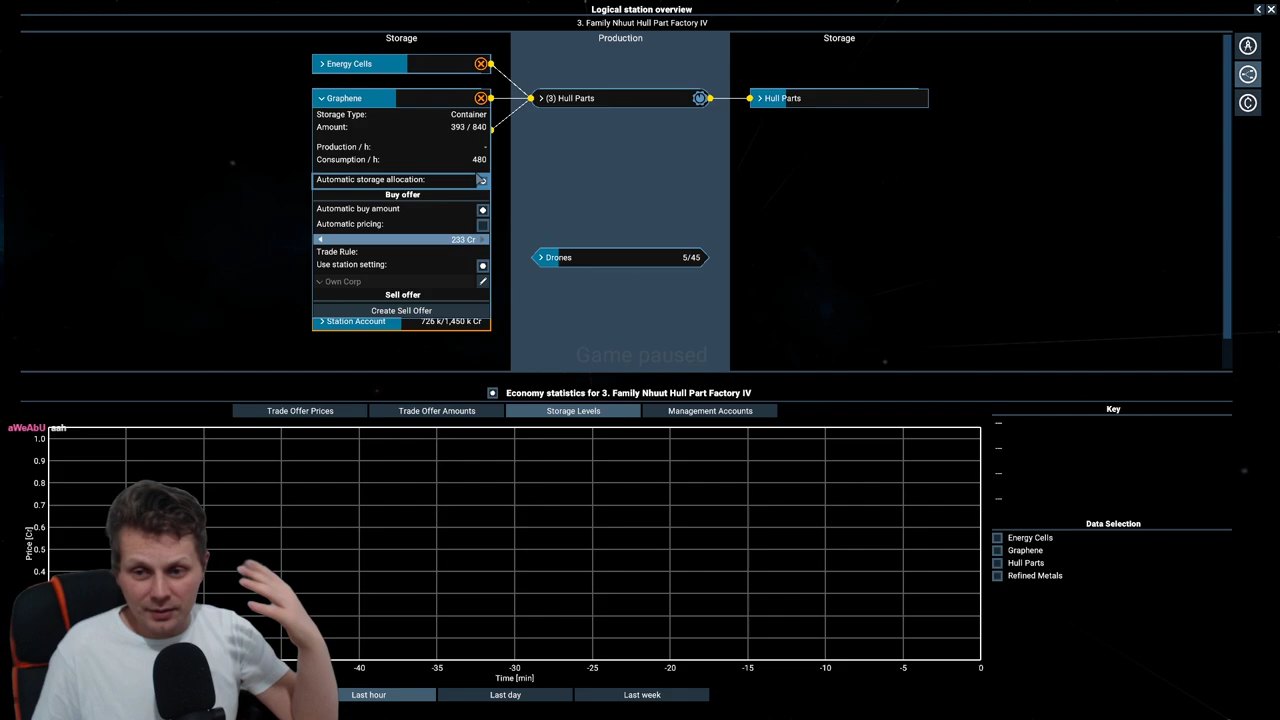 Logical station overview
3. Family Nhuut Hull Part Factory IV
Storage
Production
Storage
Energy Cells
Graphene
(3) Hull Parts
Hull Parts
Storage Type: Container
Amount: 393 / 840
Production / h: -
Consumption / h: 480
Automatic storage allocation:
Buy offer
Automatic buy amount
Automatic pricing:
233 Cr
Trade Rule:
Use station setting:
Own Corp
Sell offer
Create Sell Offer
Station Account 726 k/1,450 k Cr
Drones 5/45
Game paused
Economy statistics for 3. Family Nhuut Hull Part Factory IV
Trade Offer Prices
Trade Offer Amounts
Storage Levels
Management Accounts
Key
aWeAbU
1.0
0.9
0.8
0.7
0.6
0.5
0.4
Price [Cr]
---
---
---
---
Data Selection
Energy Cells
Graphene
Hull Parts
Refined Metals
-40
-30
-25
-20
-15
-10
-5
0
Time [min]
Last hour
Last day
Last week